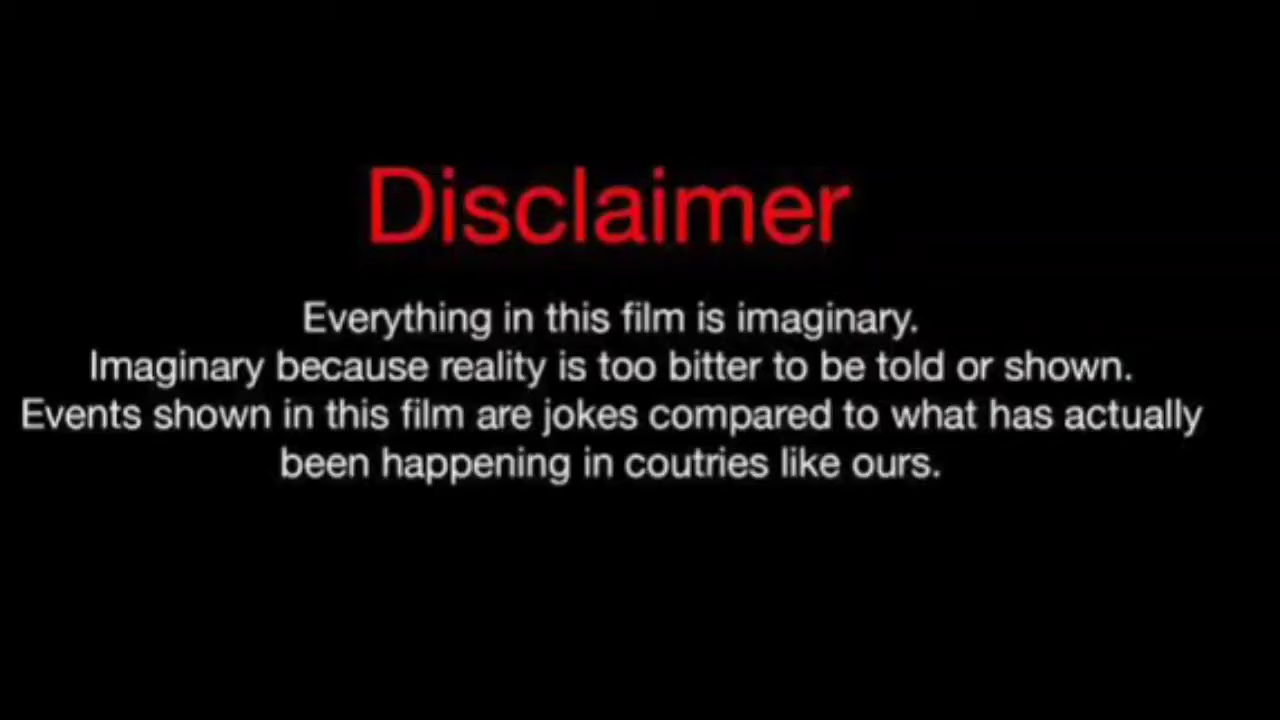 Disclaimer
Everything in this film is imaginary.
Imaginary because reality is too bitter to be told or shown.
Events shown in this film are jokes compared to what has actually
been happening in coutries like ours.